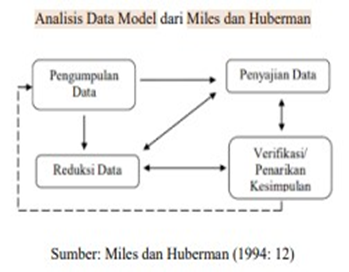 Analisis Data Model dari Miles dan Huberman
Pengumpulan
Data
Penyajian Data
Reduksi Data
Verifikasi/
Penarikan
Kesimpulan
Sumber: Miles dan Huberman (1994: 12)